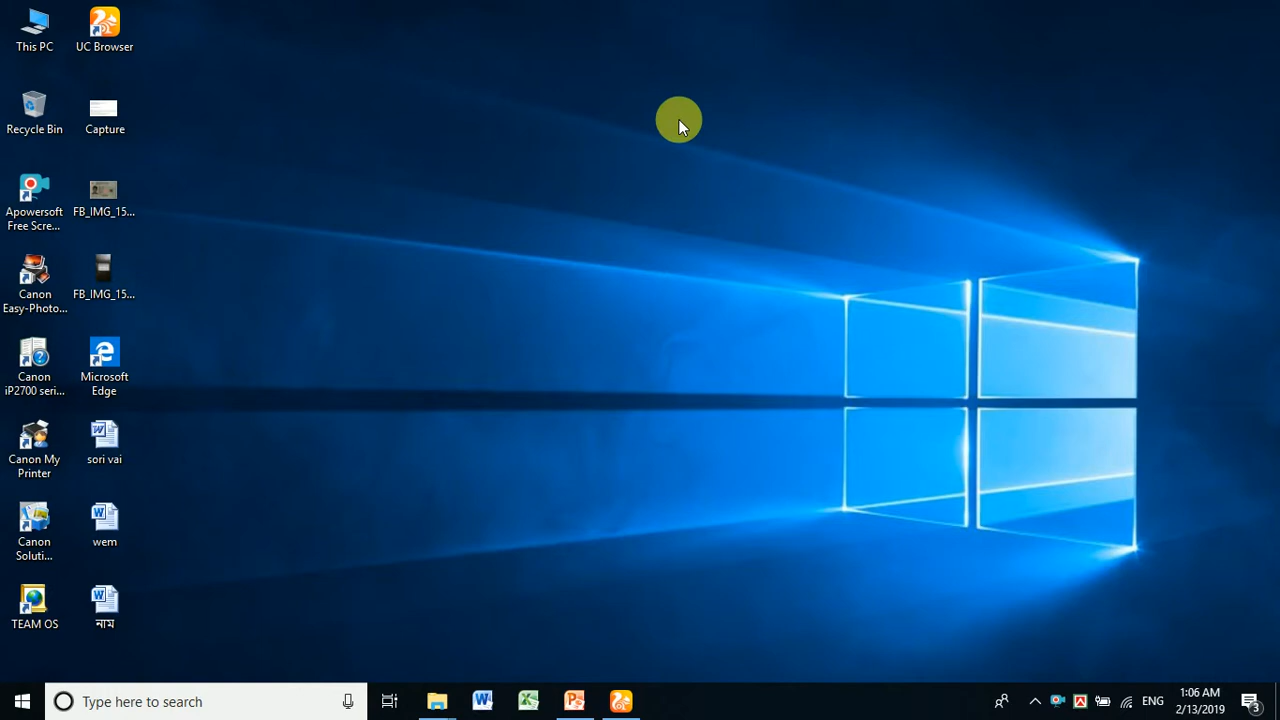 This PC
UC Browser
Recycle Bin
Capture
Apowersoft
Free Scre...
FB_IMG_15...
Canon
Easy-Photo...
FB_IMG_15...
Canon
iP2700 seri...
Microsoft
Edge
Canon My
Printer
sori vai
Canon
Soluti...
wem
TEAM OS
নাম
Type here to search
ENG
1:06 AM
2/13/2019
3